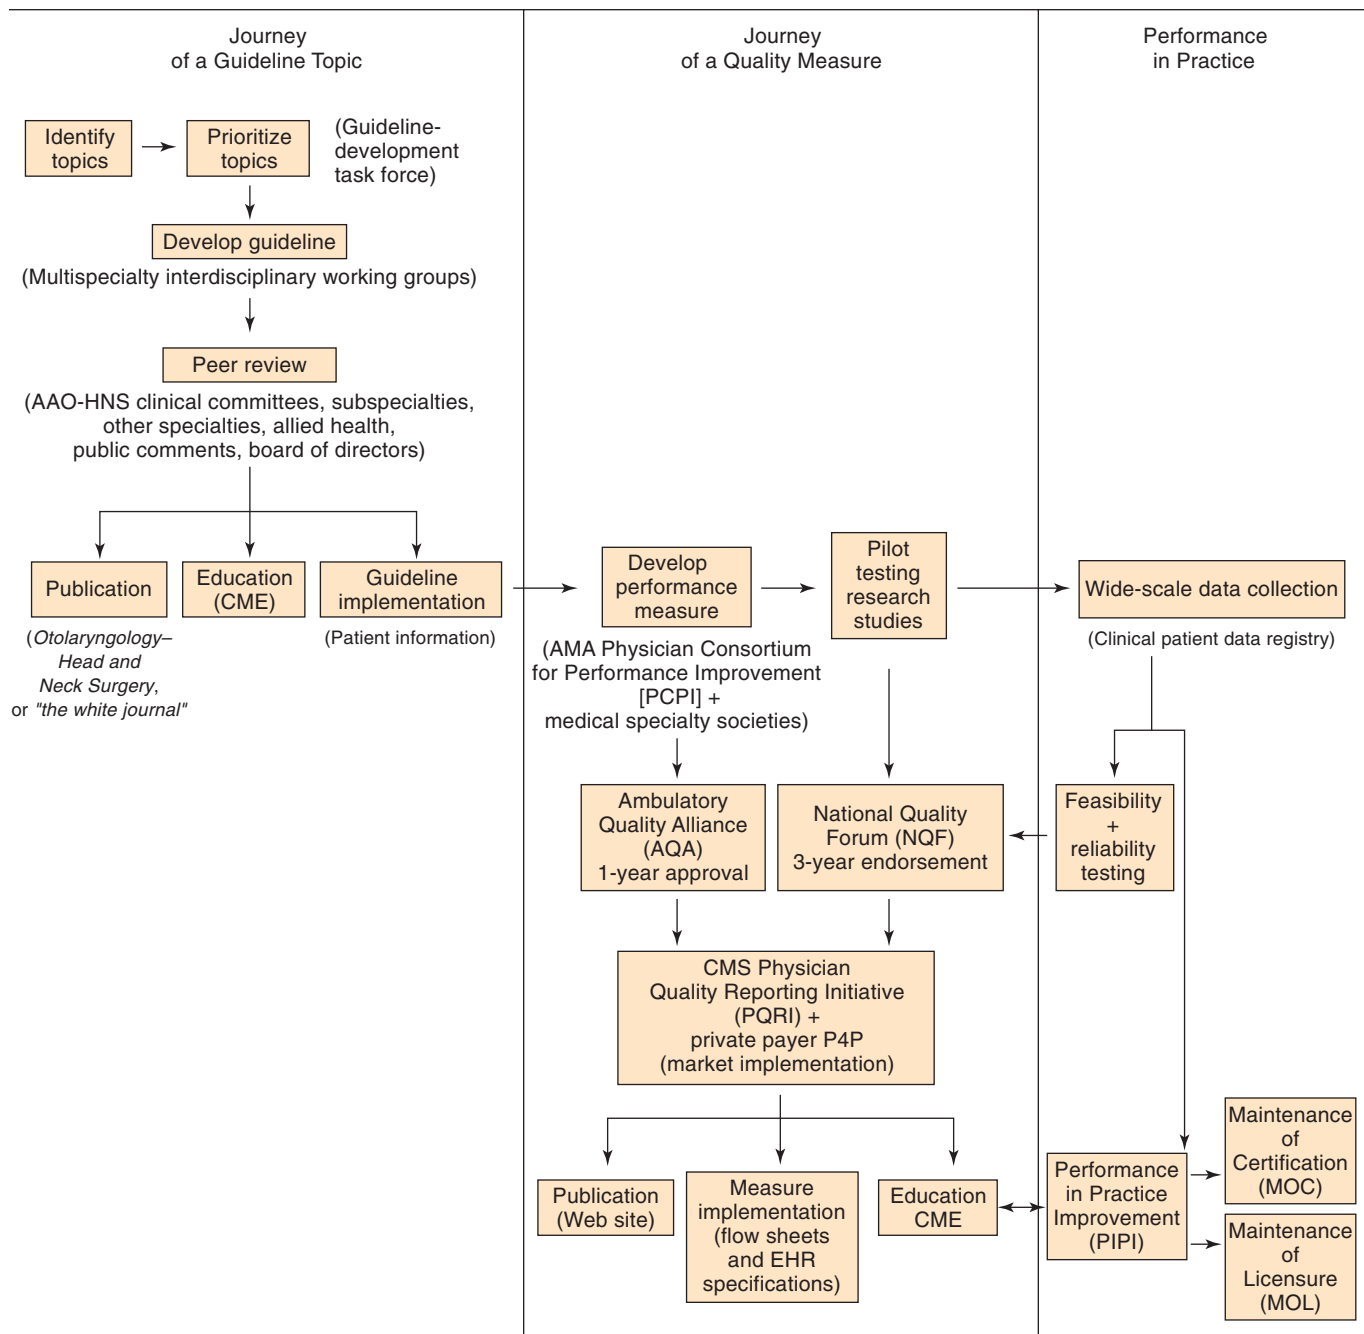 Journey
of a Guideline Topic
Journey
of a Quality Measure
Performance
in Practice
Identify
topics
Prioritize
topics
(Guideline-
development
task force)
Develop guideline
(Multispecialty interdisciplinary working groups)
Peer review
(AAO-HNS clinical committees, subspecialties,
other specialties, allied health,
public comments, board of directors)
Publication
(Otolaryngology–
Head and
Neck Surgery,
or "the white journal"
Education
(CME)
Guideline
implementation
(Patient information)
Develop
performance
measure
(AMA Physician Consortium
for Performance Improvement
[PCPI] +
medical specialty societies)
Pilot
testing
research
studies
Wide-scale data collection
(Clinical patient data registry)
Ambulatory
Quality Alliance
(AQA)
1-year approval
National Quality
Forum (NQF)
3-year endorsement
Feasibility
+
reliability
testing
CMS Physician
Quality Reporting Initiative
(PQRI) +
private payer P4P
(market implementation)
Publication
(Web site)
Measure
implementation
(flow sheets
and EHR
specifications)
Education
CME
Performance
in Practice
Improvement
(PIPI)
Maintenance
of
Certification
(MOC)
Maintenance
of
Licensure
(MOL)